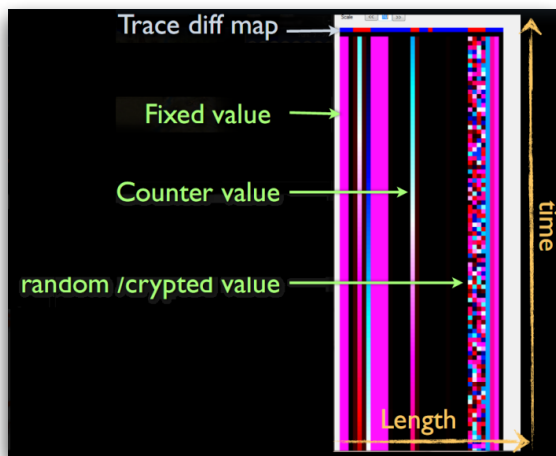 Scale << >>
Trace diff map
Fixed value
Counter value
random /crypted value
time
Length